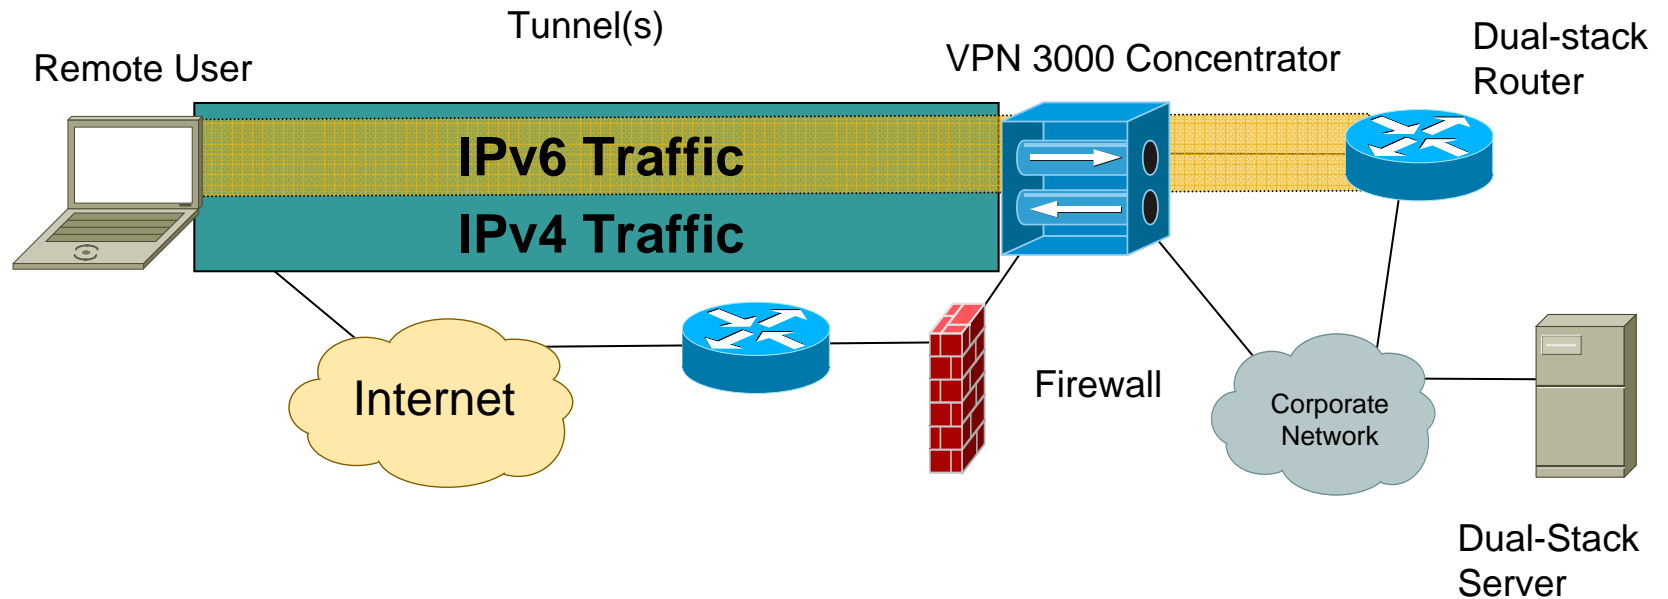 Tunnel(s)
Remote User
VPN 3000 Concentrator
Dual-stack
Router
IPv6 Traffic
IPv4 Traffic
Internet
Firewall
Corporate
Network
Dual-Stack
Server